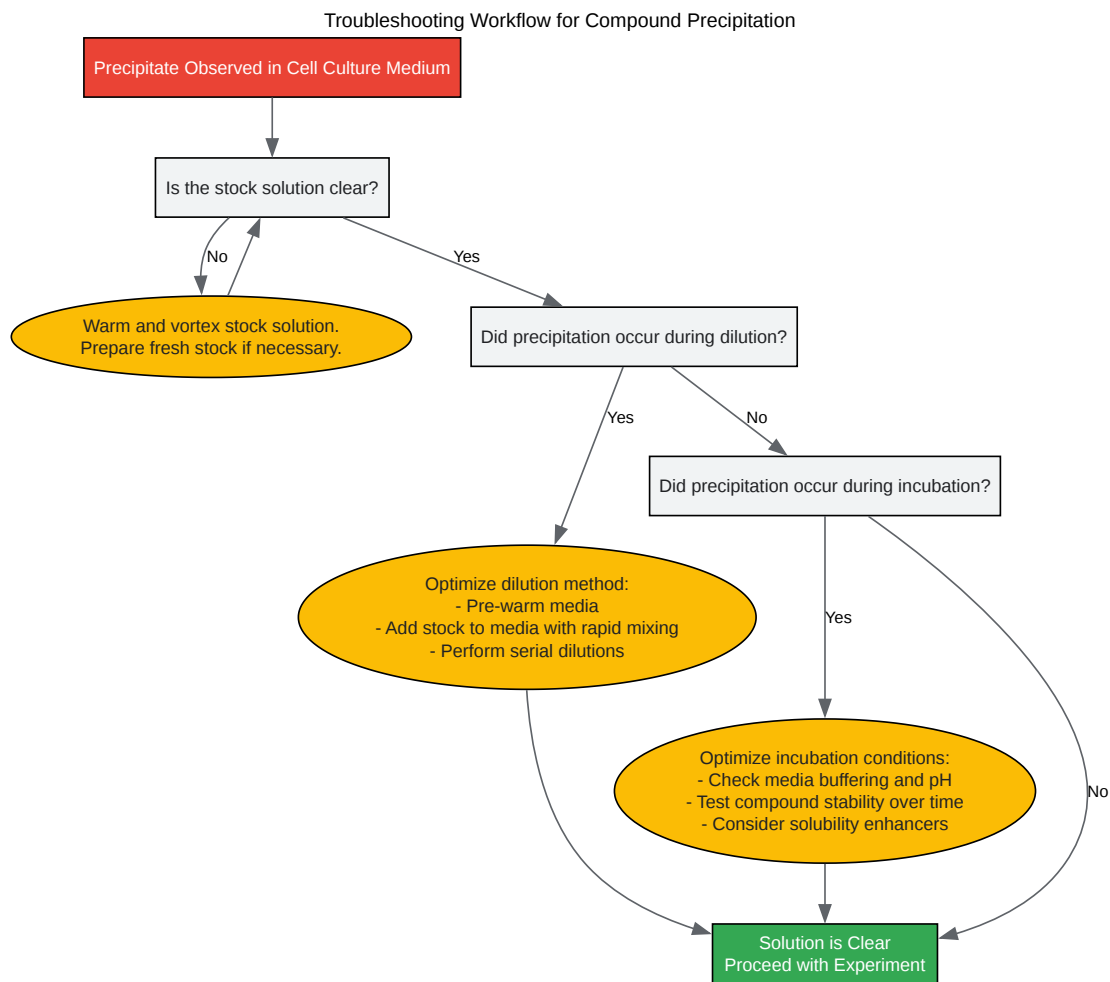 Troubleshooting Workflow for Compound Precipitation
Precipitate Observed in Cell Culture Medium
Is the stock solution clear?
No
Yes
Warm and vortex stock solution.
Prepare fresh stock if necessary.
Did precipitation occur during dilution?
Yes
No
Did precipitation occur during incubation?
Optimize dilution method:
- Pre-warm media
- Add stock to media with rapid mixing
- Perform serial dilutions
Yes
Optimize incubation conditions:
- Check media buffering and pH
- Test compound stability over time
- Consider solubility enhancers
No
Solution is Clear
Proceed with Experiment